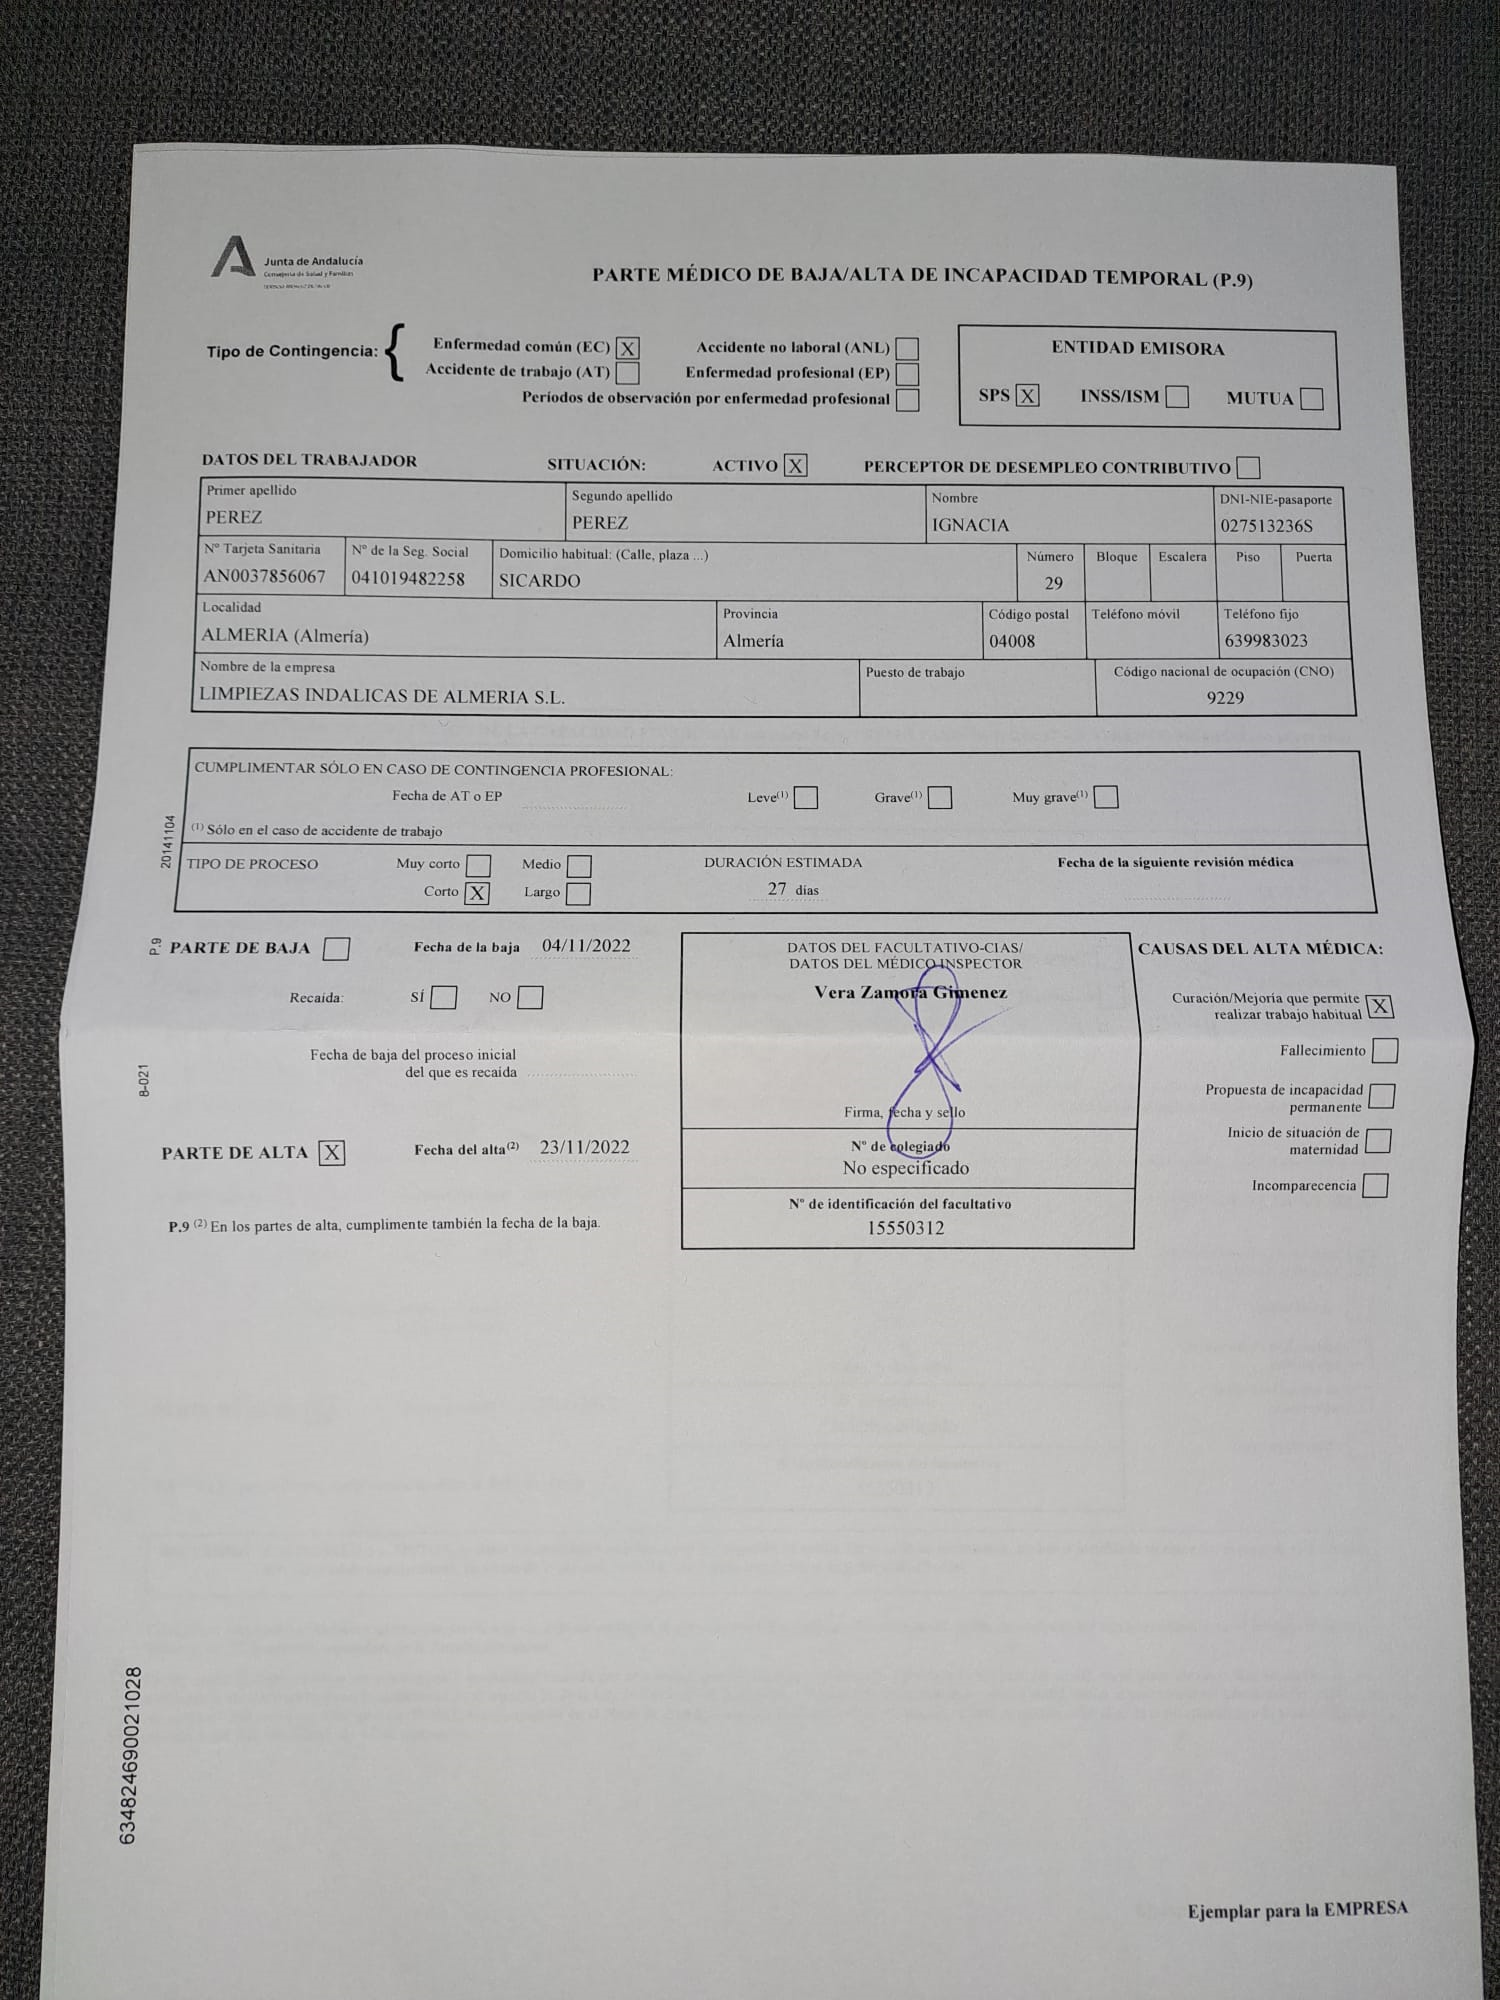 Junta de Andalucía
Consejería de Salud y Familias
PARTE MÉDICO DE BAJA/ALTA DE INCAPACIDAD TEMPORAL (P.9)
Tipo de Contingencia: {
Enfermedad común (EC) X Accidente no laboral (ANL)
Accidente de trabajo (AT) Enfermedad profesional (EP)
Períodos de observación por enfermedad profesional
ENTIDAD EMISORA
SPS X INSS/ISM MUTUA
DATOS DEL TRABAJADOR SITUACIÓN: ACTIVO X PERCEPTOR DE DESEMPLEO CONTRIBUTIVO
Primer apellido Segundo apellido Nombre DNI-NIE-pasaporte
PEREZ PEREZ IGNACIA 027513236S
Nº Tarjeta Sanitaria Nº de la Seg. Social Domicilio habitual: (Calle, plaza ...) Número Bloque Escalera Piso Puerta
AN0037856067 041019482258 SICARDO 29
Localidad Provincia Código postal Teléfono móvil Teléfono fijo
ALMERIA (Almería) Almería 04008 639983023
Nombre de la empresa Puesto de trabajo Código nacional de ocupación (CNO)
LIMPIEZAS INDALICAS DE ALMERIA S.L. 9229
CUMPLIMENTAR SÓLO EN CASO DE CONTINGENCIA PROFESIONAL:
Fecha de AT o EP Leve(1) Grave(1) Muy grave(1)
(1) Sólo en el caso de accidente de trabajo
TIPO DE PROCESO Muy corto Medio DURACIÓN ESTIMADA Fecha de la siguiente revisión médica
Corto X Largo 27 días
20141104
P.9
8-021
PARTE DE BAJA Fecha de la baja 04/11/2022
Recaída: SÍ NO
Fecha de baja del proceso inicial
del que es recaída
PARTE DE ALTA X Fecha del alta(2) 23/11/2022
P.9 (2) En los partes de alta, cumplimente también la fecha de la baja.
DATOS DEL FACULTATIVO-CIAS/
DATOS DEL MÉDICO INSPECTOR
Vera Zamora Gimenez
Firma, fecha y sello
Nº de colegiado
No especificado
Nº de identificación del facultativo
15550312
CAUSAS DEL ALTA MÉDICA:
Curación/Mejoría que permite
realizar trabajo habitual X
Fallecimiento
Propuesta de incapacidad
permanente
Inicio de situación de
maternidad
Incomparecencia
634824690021028
Ejemplar para la EMPRESA